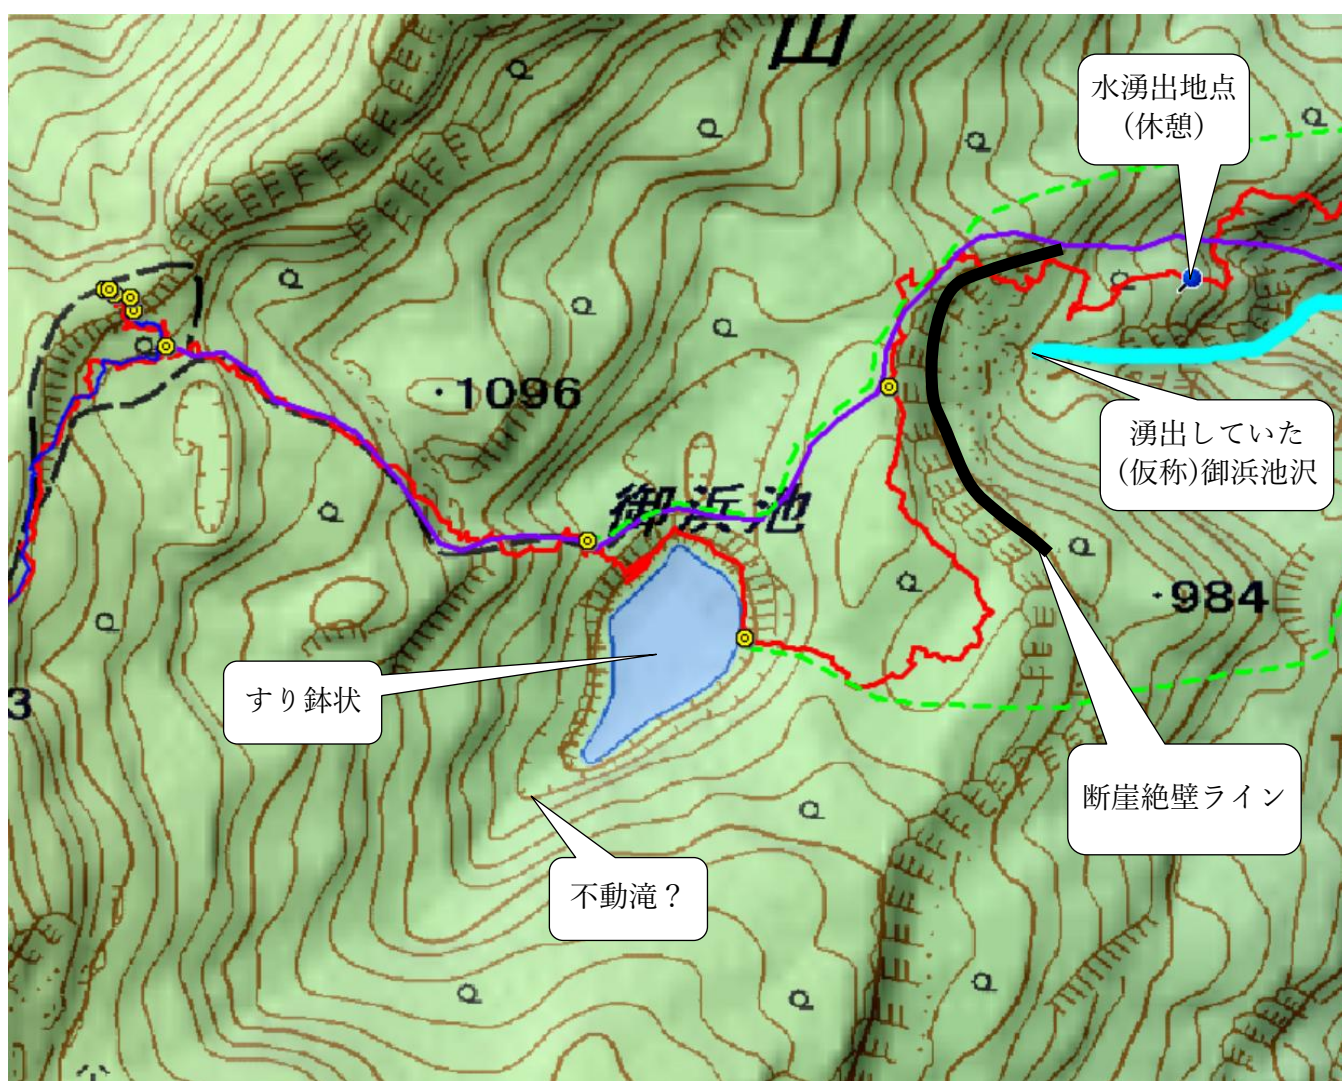 山
水湧出地点
(休憩)
・1096
湧出していた
(仮称)御浜池沢
御浜池
・984
すり鉢状
3
断崖絶壁ライン
不動滝？